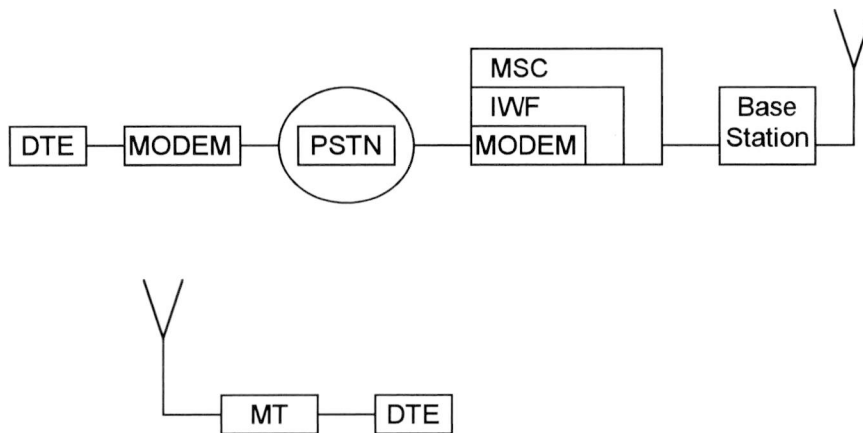 MSC
IWF
DTE
MODEM
PSTN
MODEM
Base
Station
MT
DTE